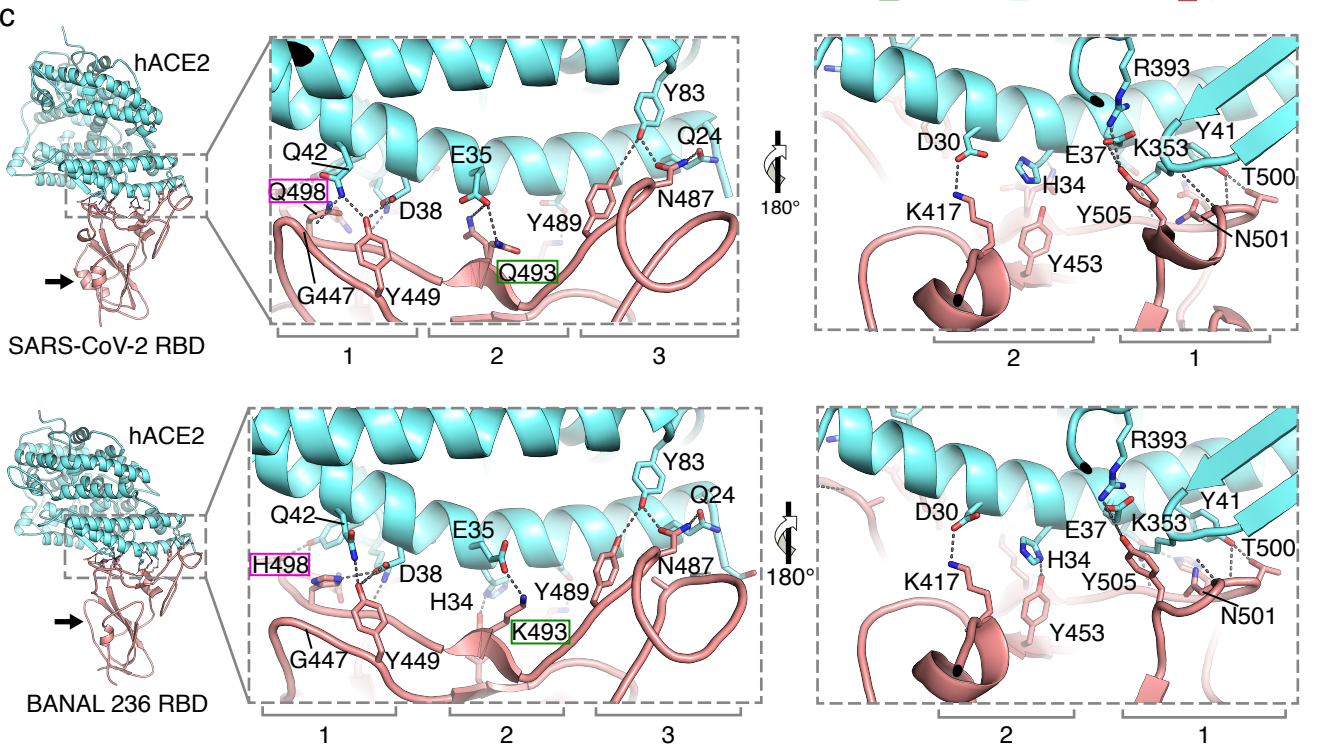 C
hACE2
SARS-CoV-2 RBD
Y83
Q24
Q42
E35
Q498
D38
Y489
N487
Q493
G447
Y449
1
2
3
180°
R393
D30
E37
K353
Y41
H34
T500
K417
Y505
N501
Y453
2
1
hACE2
BANAL 236 RBD
Y83
Q24
Q42
E35
H498
D38
H34
Y489
N487
K493
G447
Y449
1
2
3
180°
R393
D30
E37
K353
Y41
H34
T500
K417
Y505
N501
Y453
2
1